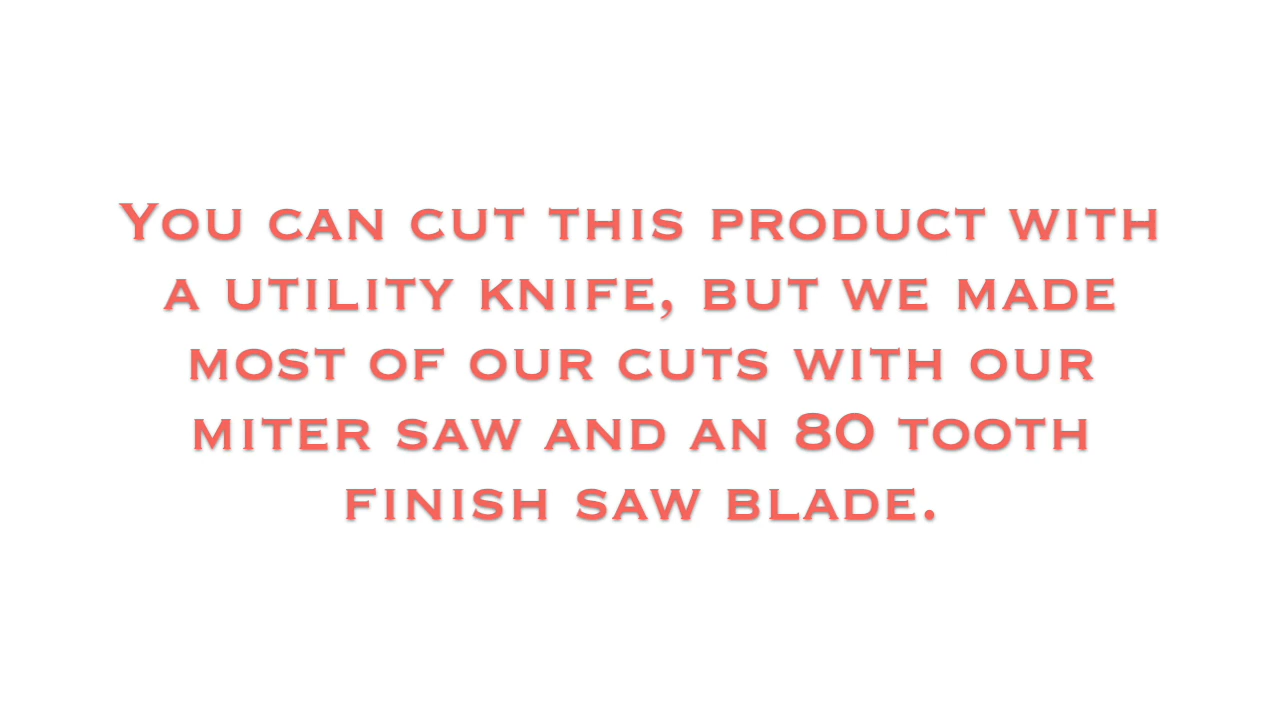 You can cut this product with
a utility knife, but we made
most of our cuts with our
miter saw and an 80 tooth
finish saw blade.